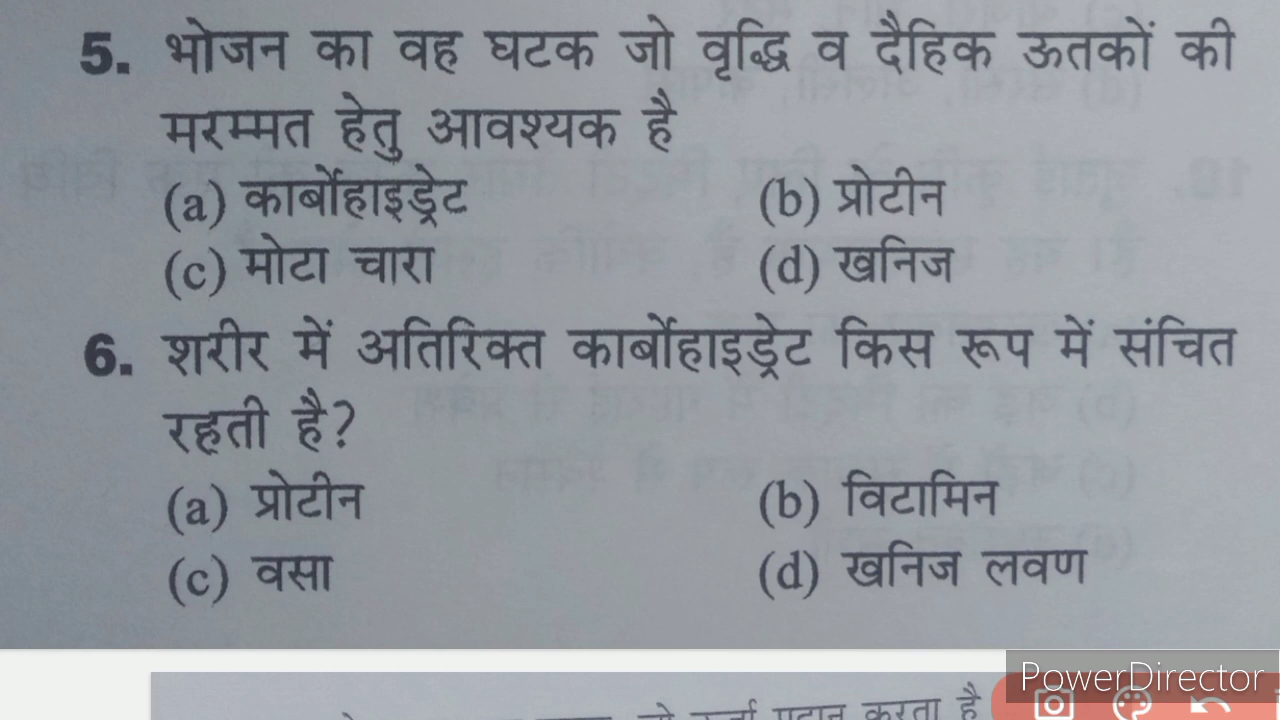 5. भोजन का वह घटक जो वृद्धि व दैहिक ऊतकों की
मरम्मत हेतु आवश्यक है
(a) कार्बोहाइड्रेट (b) प्रोटीन
(c) मोटा चारा (d) खनिज
6. शरीर में अतिरिक्त कार्बोहाइड्रेट किस रूप में संचित
रहती है?
(a) प्रोटीन (b) विटामिन
(c) वसा (d) खनिज लवण
PowerDirector
करता है